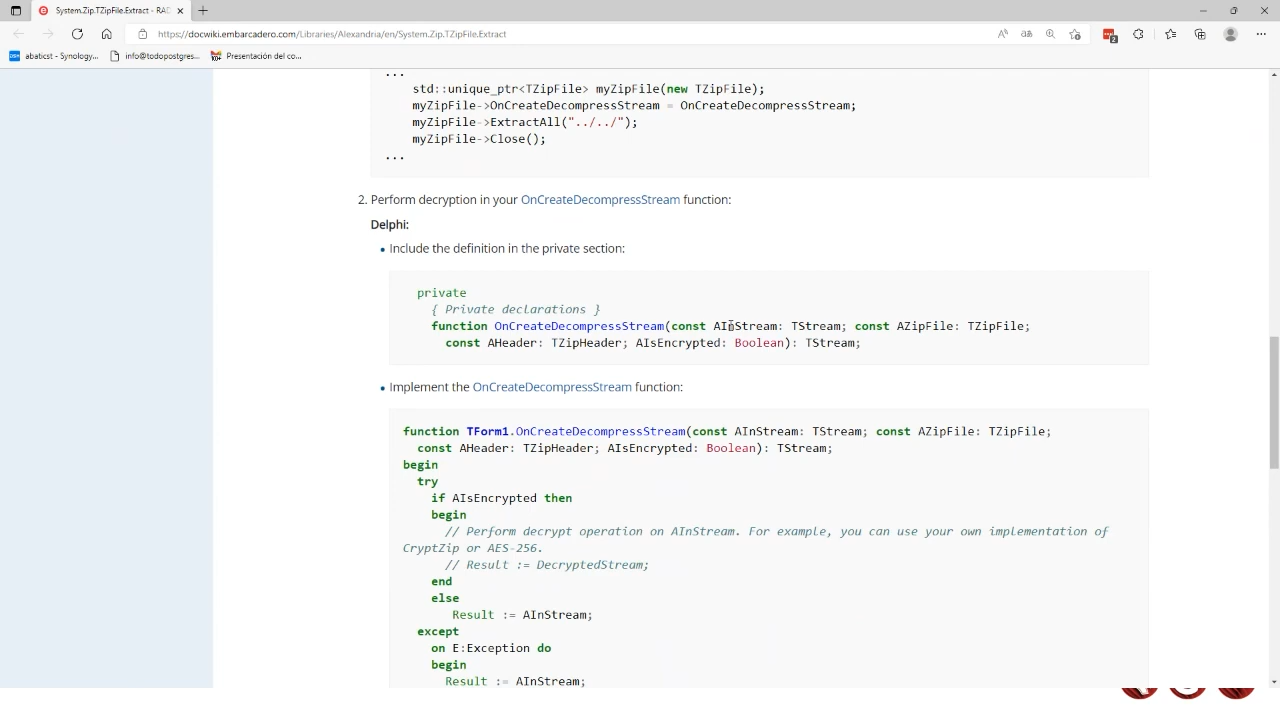 System.Zip.TZipFile.Extract - RAD
https://docwiki.embarcadero.com/Libraries/Alexandria/en/System.Zip.TZipFile.Extract
abaticst - Synology...
info@todopostgres...
Presentación del co...
...
std::unique_ptr<TZipFile> myZipFile(new TZipFile);
myZipFile->OnCreateDecompressStream = OnCreateDecompressStream;
myZipFile->ExtractAll("../../");
myZipFile->Close();
...
2. Perform decryption in your OnCreateDecompressStream function:
Delphi:
• Include the definition in the private section:
private
{ Private declarations }
function OnCreateDecompressStream(const AInStream: TStream; const AZipFile: TZipFile;
const AHeader: TZipHeader; AIsEncrypted: Boolean): TStream;
• Implement the OnCreateDecompressStream function:
function TForm1.OnCreateDecompressStream(const AInStream: TStream; const AZipFile: TZipFile;
const AHeader: TZipHeader; AIsEncrypted: Boolean): TStream;
begin
try
if AIsEncrypted then
begin
// Perform decrypt operation on AInStream. For example, you can use your own implementation of
CryptZip or AES-256.
// Result := DecryptedStream;
end
else
Result := AInStream;
except
on E:Exception do
begin
Result := AInStream;